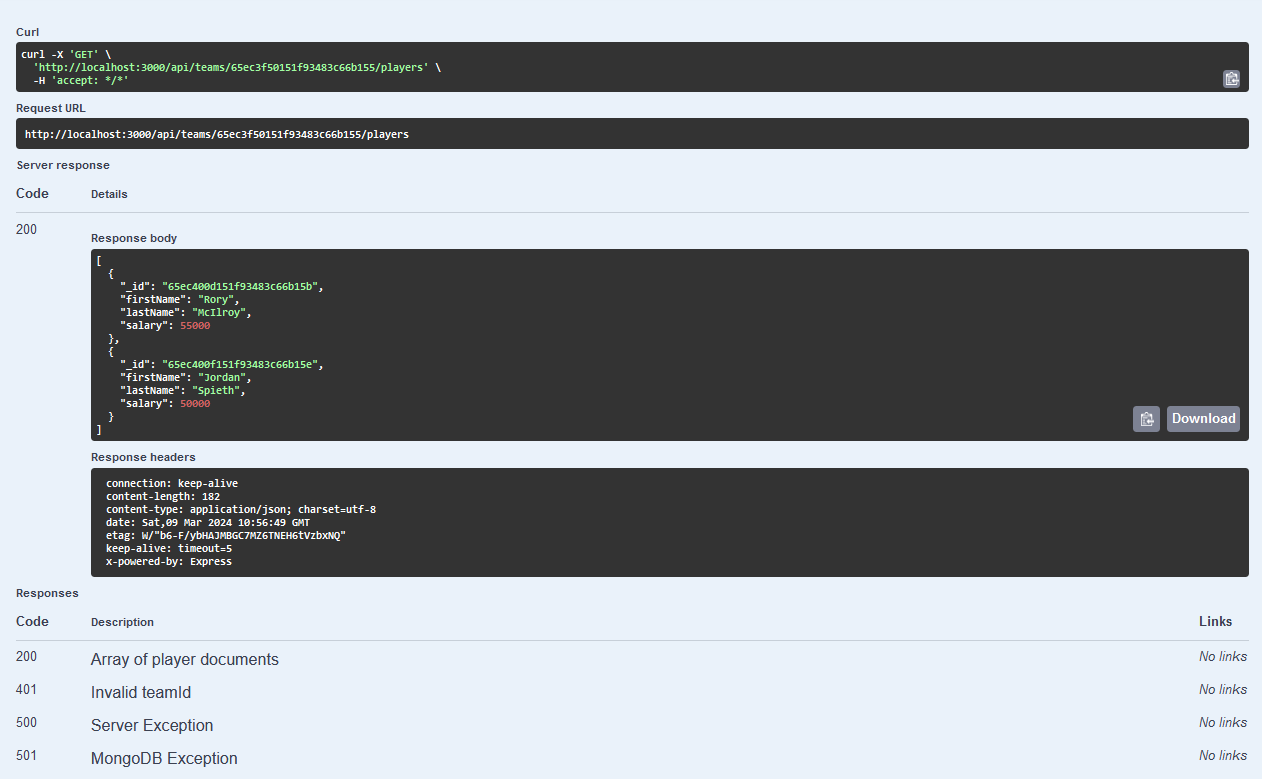 Curl
curl -X 'GET' \
  'http://localhost:3000/api/teams/65ec3f50151f93483c66b155/players' \
  -H 'accept: */*'
Request URL
http://localhost:3000/api/teams/65ec3f50151f93483c66b155/players
Server response
Code Details
200
Response body
[
  {
    "_id": "65ec400d151f93483c66b15b",
    "firstName": "Rory",
    "lastName": "McIlroy",
    "salary": 55000
  },
  {
    "_id": "65ec400f151f93483c66b15e",
    "firstName": "Jordan",
    "lastName": "Spieth",
    "salary": 50000
  }
]
Download
Response headers
connection: keep-alive
content-length: 182
content-type: application/json; charset=utf-8
date: Sat,09 Mar 2024 10:56:49 GMT
etag: W/"b6-F/ybHAJMBGC7MZ6TNEH6tVzbxNQ"
keep-alive: timeout=5
x-powered-by: Express
Responses
Code Description Links
200 Array of player documents No links
401 Invalid teamId No links
500 Server Exception No links
501 MongoDB Exception No links